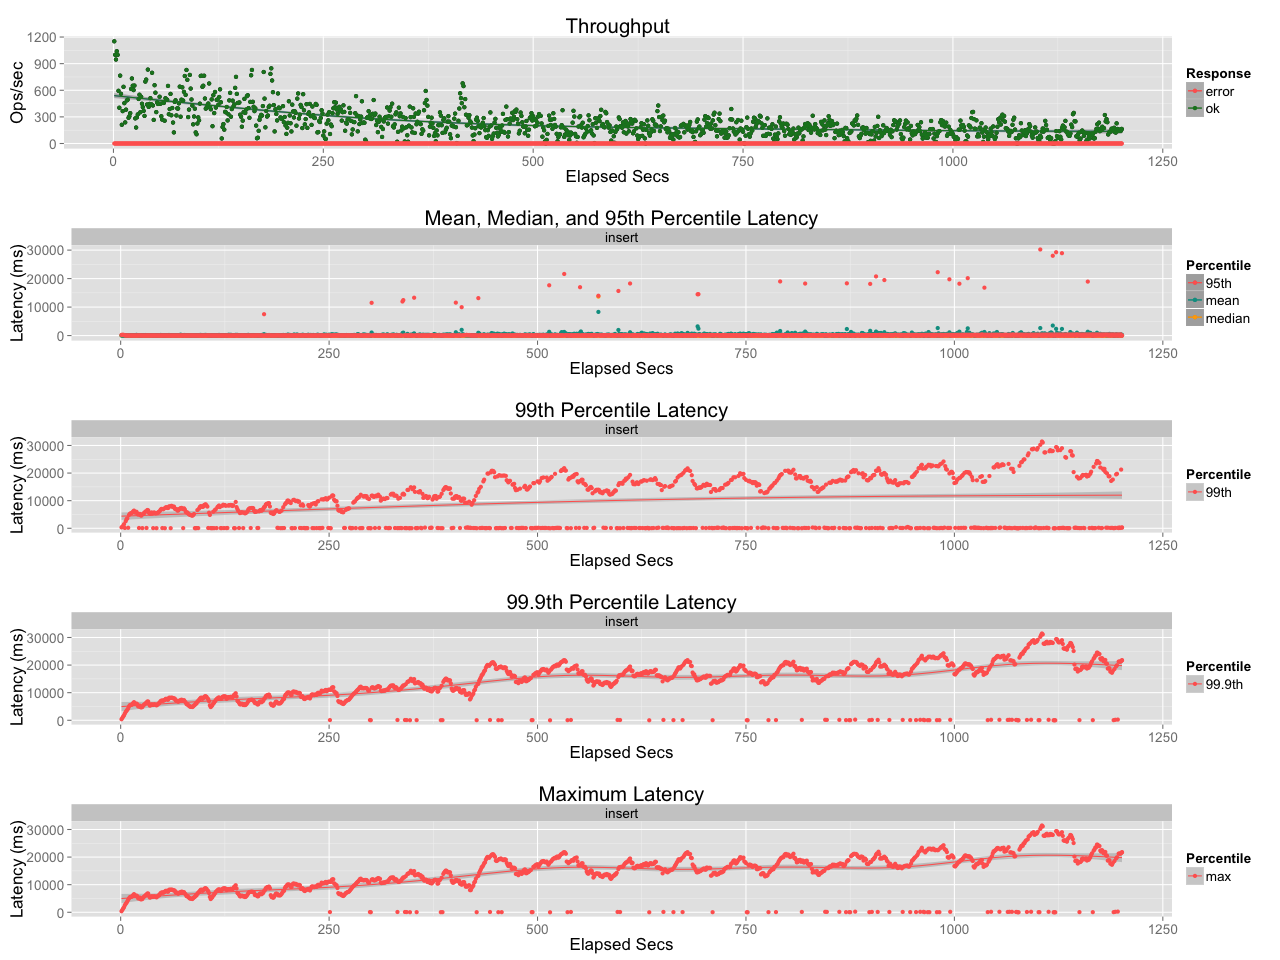 Throughput
Ops/sec
1200
900
600
300
0
0 250 500 750 1000 1250
Elapsed Secs
Response
error
ok
Mean, Median, and 95th Percentile Latency
insert
Latency (ms)
30000
20000
10000
0
0 250 500 750 1000 1250
Elapsed Secs
Percentile
95th
mean
median
99th Percentile Latency
insert
Latency (ms)
30000
20000
10000
0
0 250 500 750 1000 1250
Elapsed Secs
Percentile
99th
99.9th Percentile Latency
insert
Latency (ms)
30000
20000
10000
0
0 250 500 750 1000 1250
Elapsed Secs
Percentile
99.9th
Maximum Latency
insert
Latency (ms)
30000
20000
10000
0
0 250 500 750 1000 1250
Elapsed Secs
Percentile
max